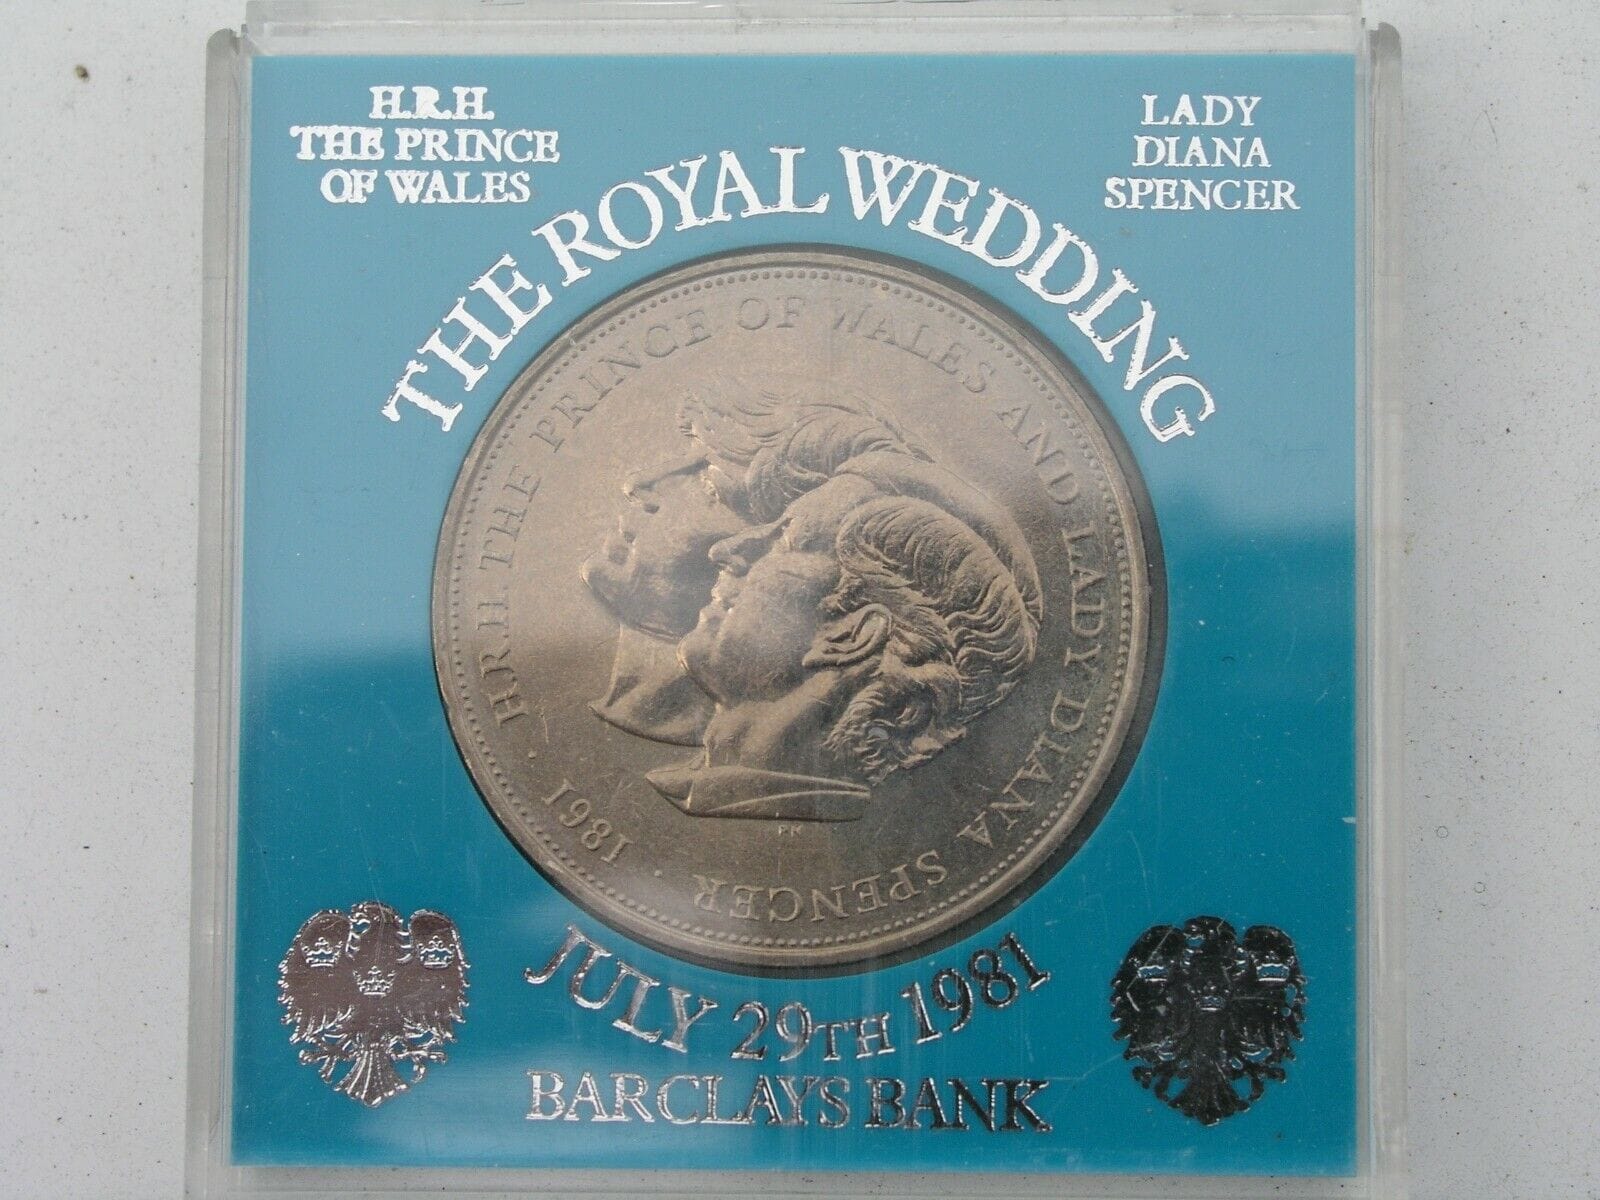 H.R.H.
THE PRINCE
OF WALES
LADY
DIANA
SPENCER
THE ROYAL WEDDING
H.R.H. THE PRINCE OF WALES AND LADY DIANA SPENCER · 1981 ·
PK
JULY 29TH 1981
BARCLAYS BANK